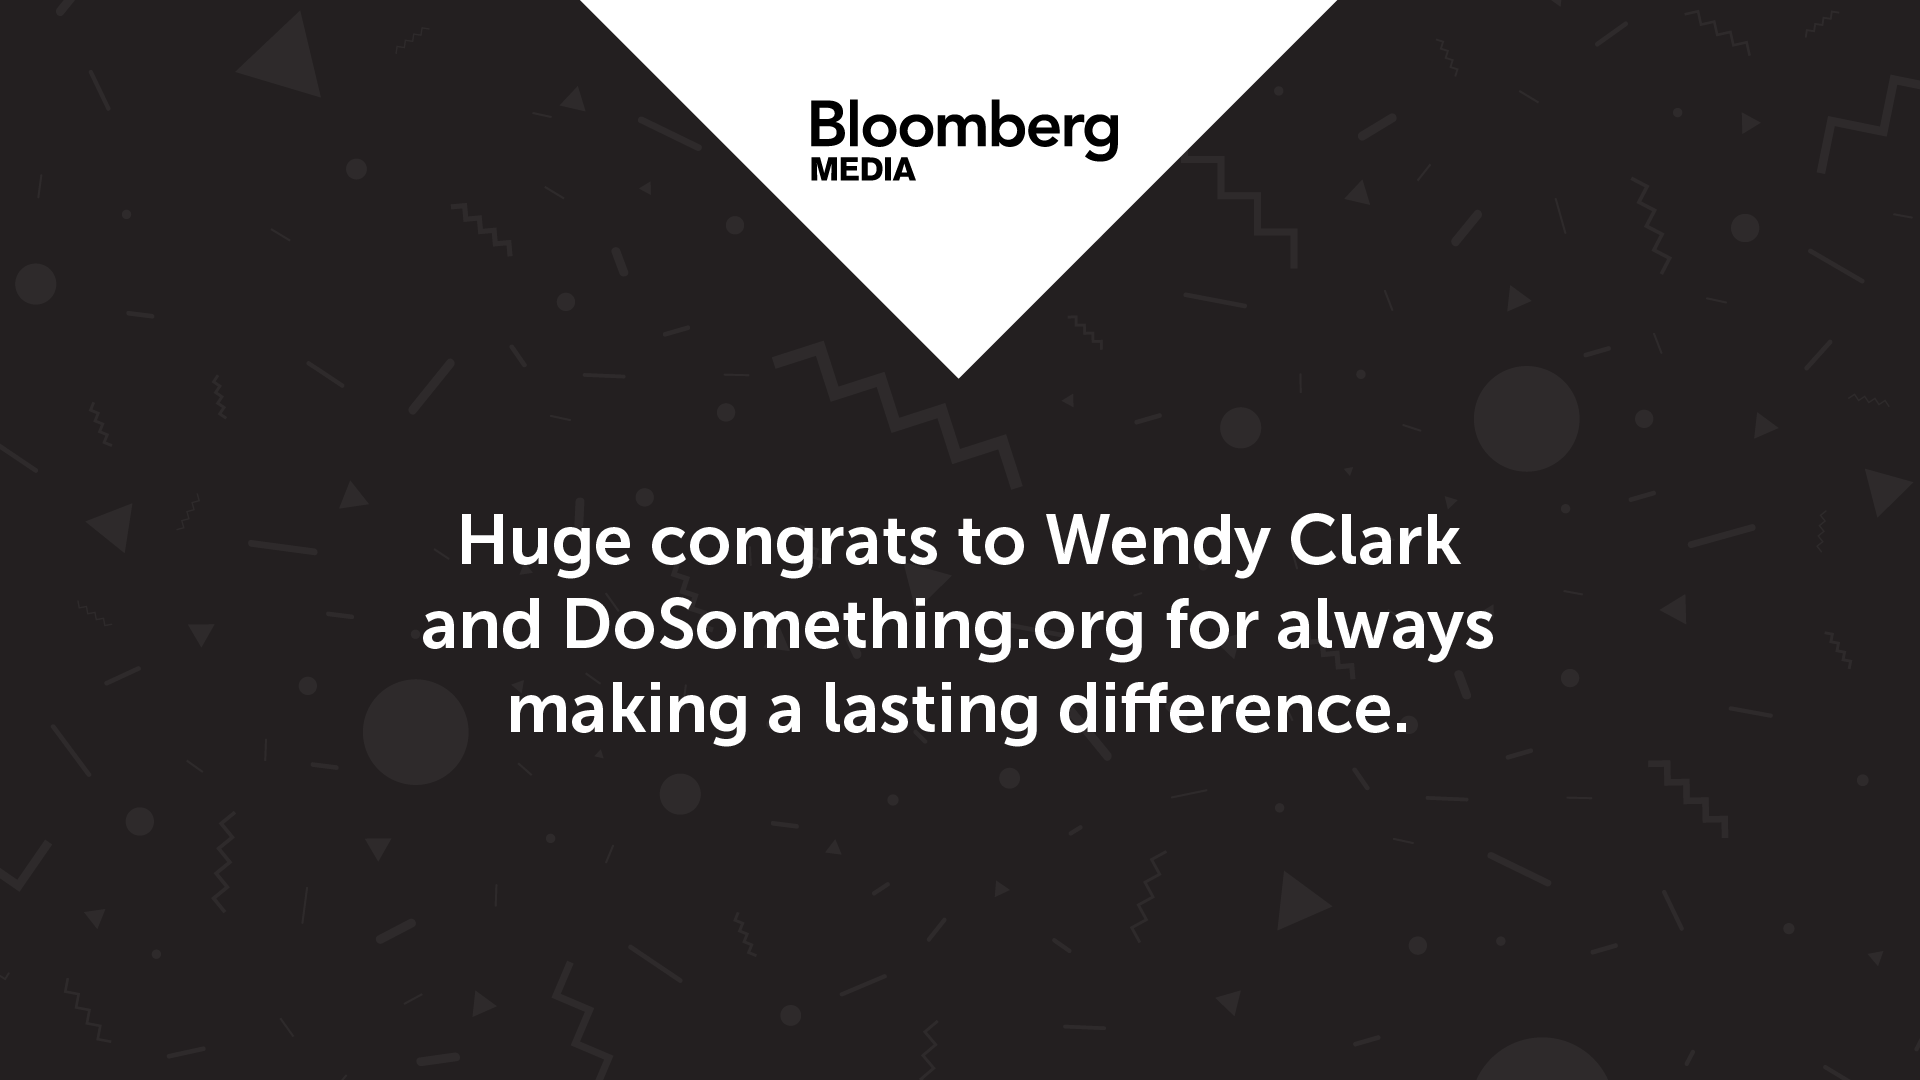 Bloomberg
MEDIA
Huge congrats to Wendy Clark
and DoSomething.org for always
making a lasting difference.